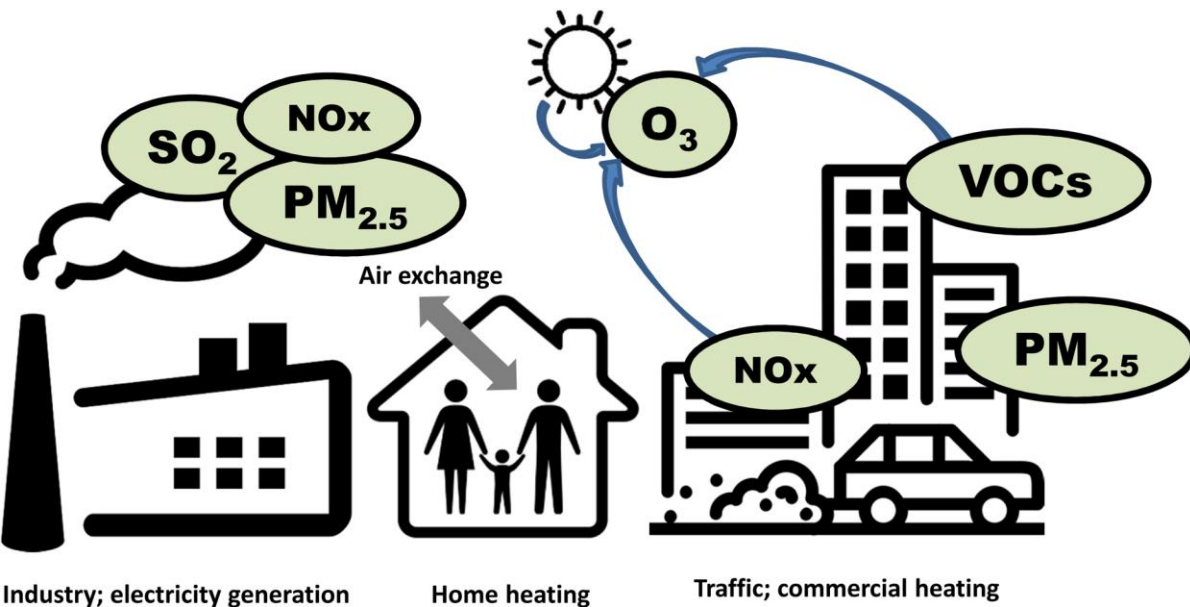 NOx
SO₂
O₃
PM₂.₅
VOCs
Air exchange
NOx
PM₂.₅
Industry; electricity generation
Home heating
Traffic; commercial heating